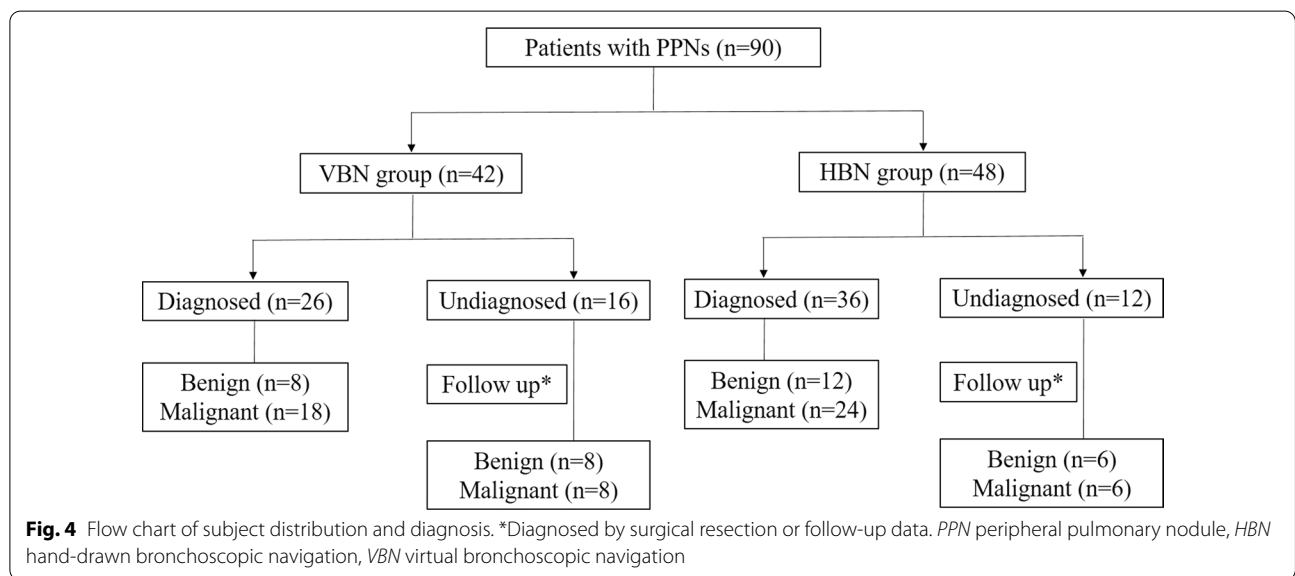 Patients with PPNs (n=90)
VBN group (n=42)
HBN group (n=48)
Diagnosed (n=26)
Undiagnosed (n=16)
Diagnosed (n=36)
Undiagnosed (n=12)
Benign (n=8)
Malignant (n=18)
Follow up*
Benign (n=12)
Malignant (n=24)
Follow up*
Benign (n=8)
Malignant (n=8)
Benign (n=6)
Malignant (n=6)
Fig. 4 Flow chart of subject distribution and diagnosis. *Diagnosed by surgical resection or follow-up data. PPN peripheral pulmonary nodule, HBN
hand-drawn bronchoscopic navigation, VBN virtual bronchoscopic navigation